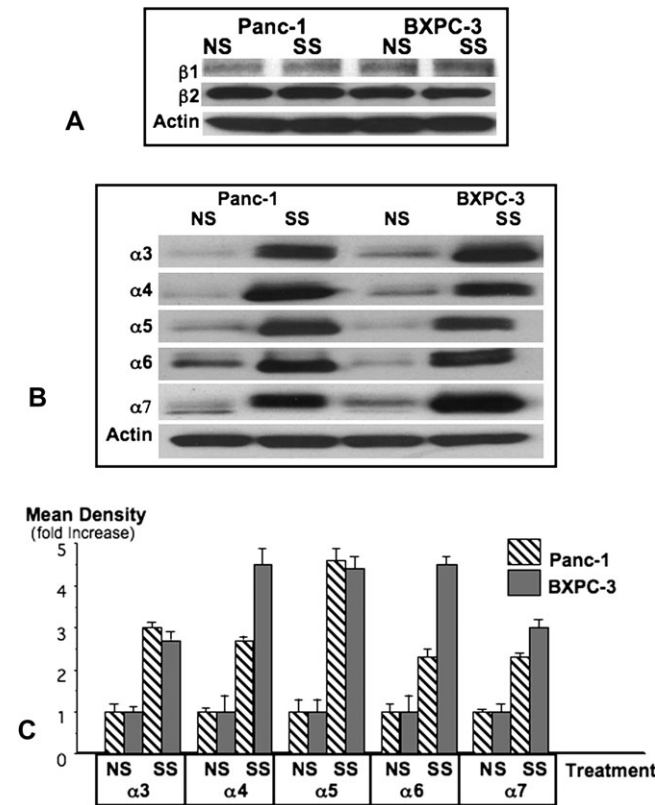 Panc-1 BXPC-3
NS SS NS SS
β1
β2
Actin
A
Panc-1 BXPC-3
NS SS NS SS
α3
α4
α5
α6
α7
Actin
B
Mean Density
(fold Increase)
5
4
3
2
1
0
Panc-1
BXPC-3
C
NS SS NS SS NS SS NS SS NS SS Treatment
α3 α4 α5 α6 α7